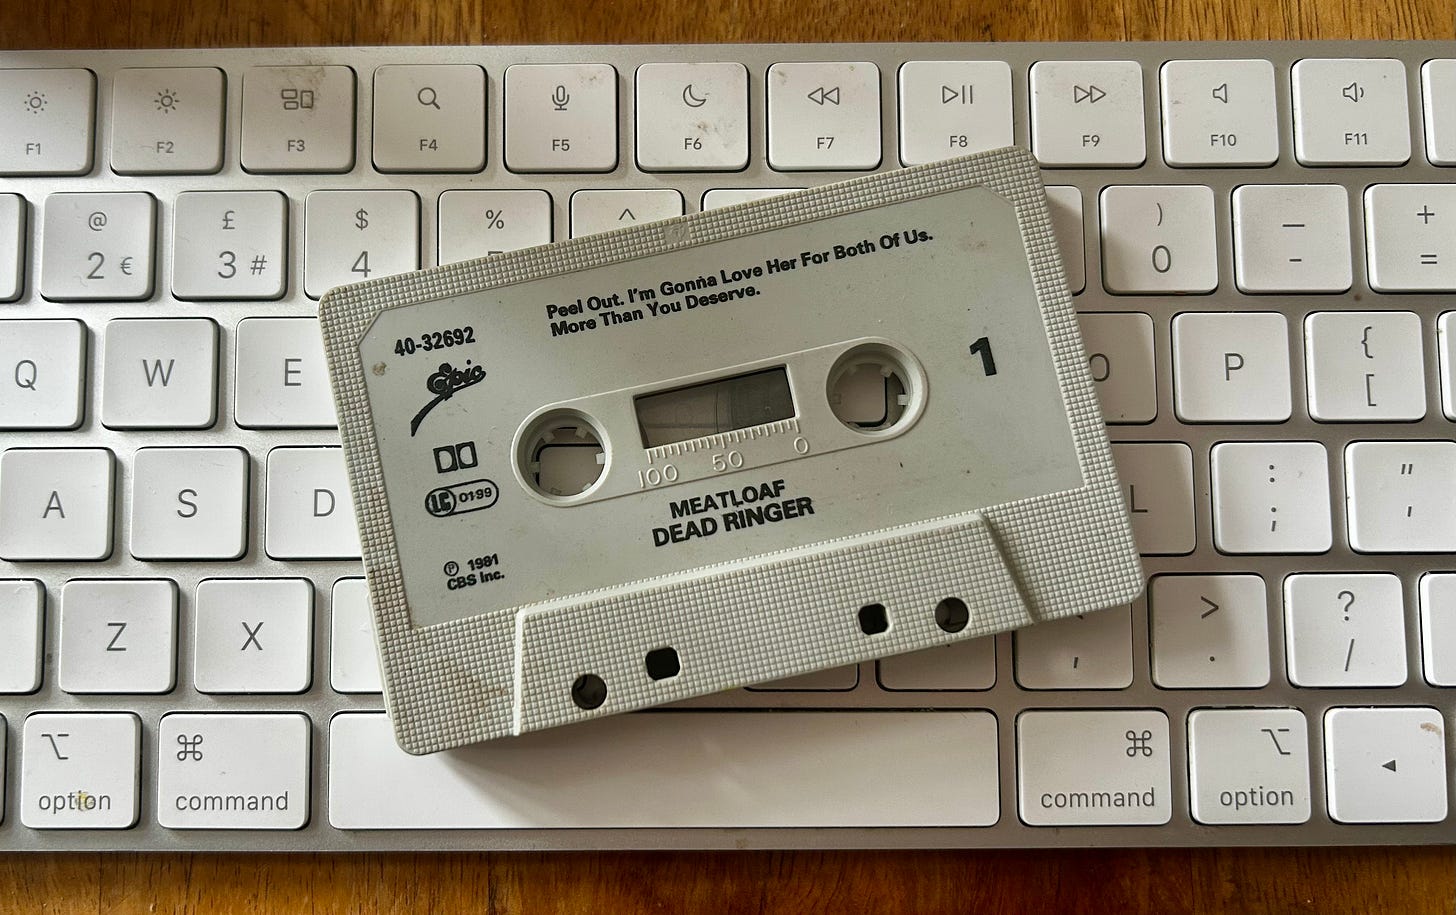 F1 F2 F3 F4 F5 F6 F7 F8 F9 F10 F11
@ £ $ % ^ ) — +
2 € 3 # 4 0 - =
Peel Out. I'm Gonna Love Her For Both Of Us.
More Than You Deserve.
40-32692
Epic
1
Q W E O P { [
100 50 0
LC 0199
MEATLOAF
DEAD RINGER
A S D L : ; " '
℗ 1981
CBS Inc.
Z X , > . ? /
⌥ ⌘ ⌘ ⌥
option command command option